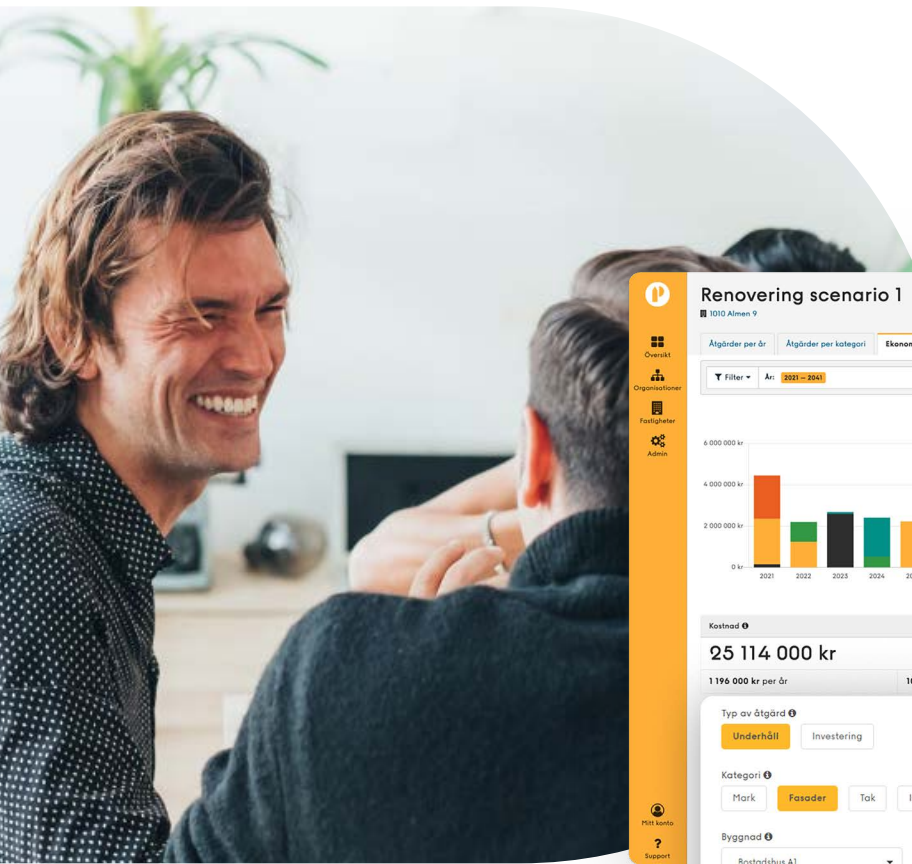 Renovering scenario 1
1010 Almen 9
Översikt
Organisationer
Fastigheter
Admin
Åtgärder per år
Åtgärder per kategori
Ekonom
Filter
År:
2021 – 2041
6 000 000 kr
4 000 000 kr
2 000 000 kr
0 kr
2021
2022
2023
2024
20
Kostnad
25 114 000 kr
1 196 000 kr per år
10
Typ av åtgärd
Underhåll
Investering
Kategori
Mark
Fasader
Tak
I
Byggnad
Bostadshus A1
Mitt konto
?
Support